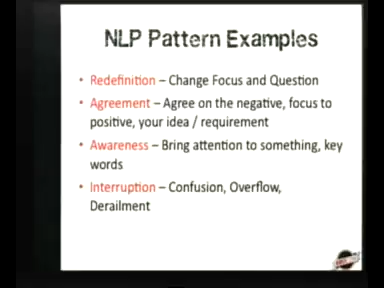 NLP Pattern Examples
• Redefinition – Change Focus and Question
• Agreement – Agree on the negative, focus to
positive, your idea / requirement
• Awareness – Bring attention to something, key
words
• Interruption – Confusion, Overflow,
Derailment